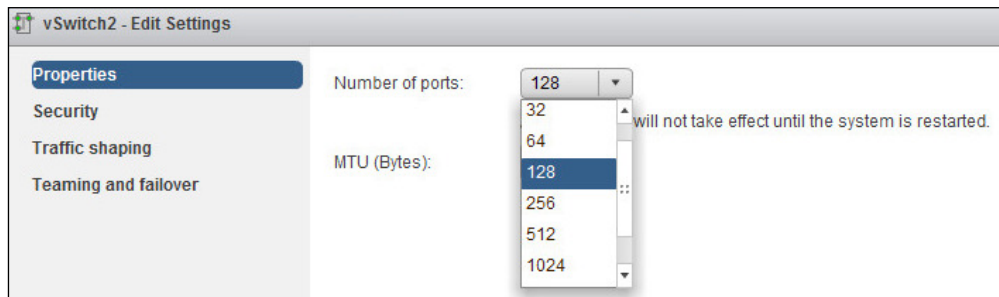 vSwitch2 - Edit Settings
Properties
Security
Traffic shaping
Teaming and failover
Number of ports:
128
32
will not take effect until the system is restarted.
64
MTU (Bytes):
128
256
512
1024